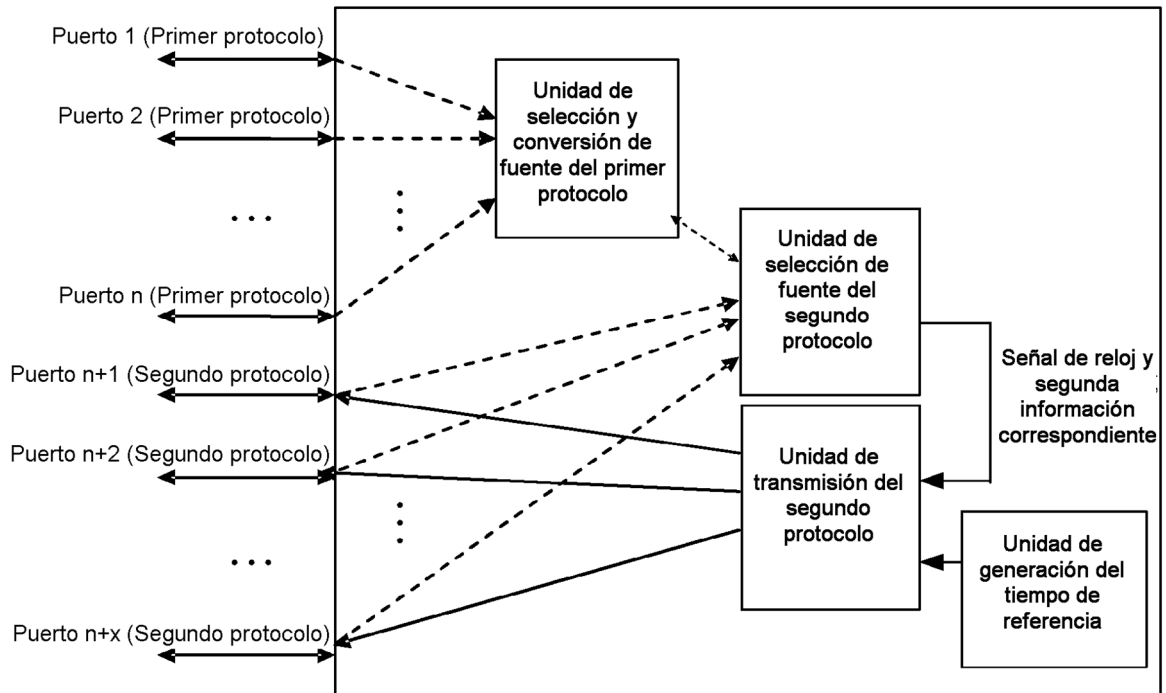 Puerto 1 (Primer protocolo)
Puerto 2 (Primer protocolo)
...
Puerto n (Primer protocolo)
Puerto n+1 (Segundo protocolo)
Puerto n+2 (Segundo protocolo)
...
Puerto n+x (Segundo protocolo)
Unidad de
selección y
conversión de
fuente del primer
protocolo
Unidad de
selección de
fuente del
segundo
protocolo
Señal de reloj y
segunda
información
correspondiente
Unidad de
transmisión del
segundo
protocolo
Unidad de
generación del
tiempo de
referencia